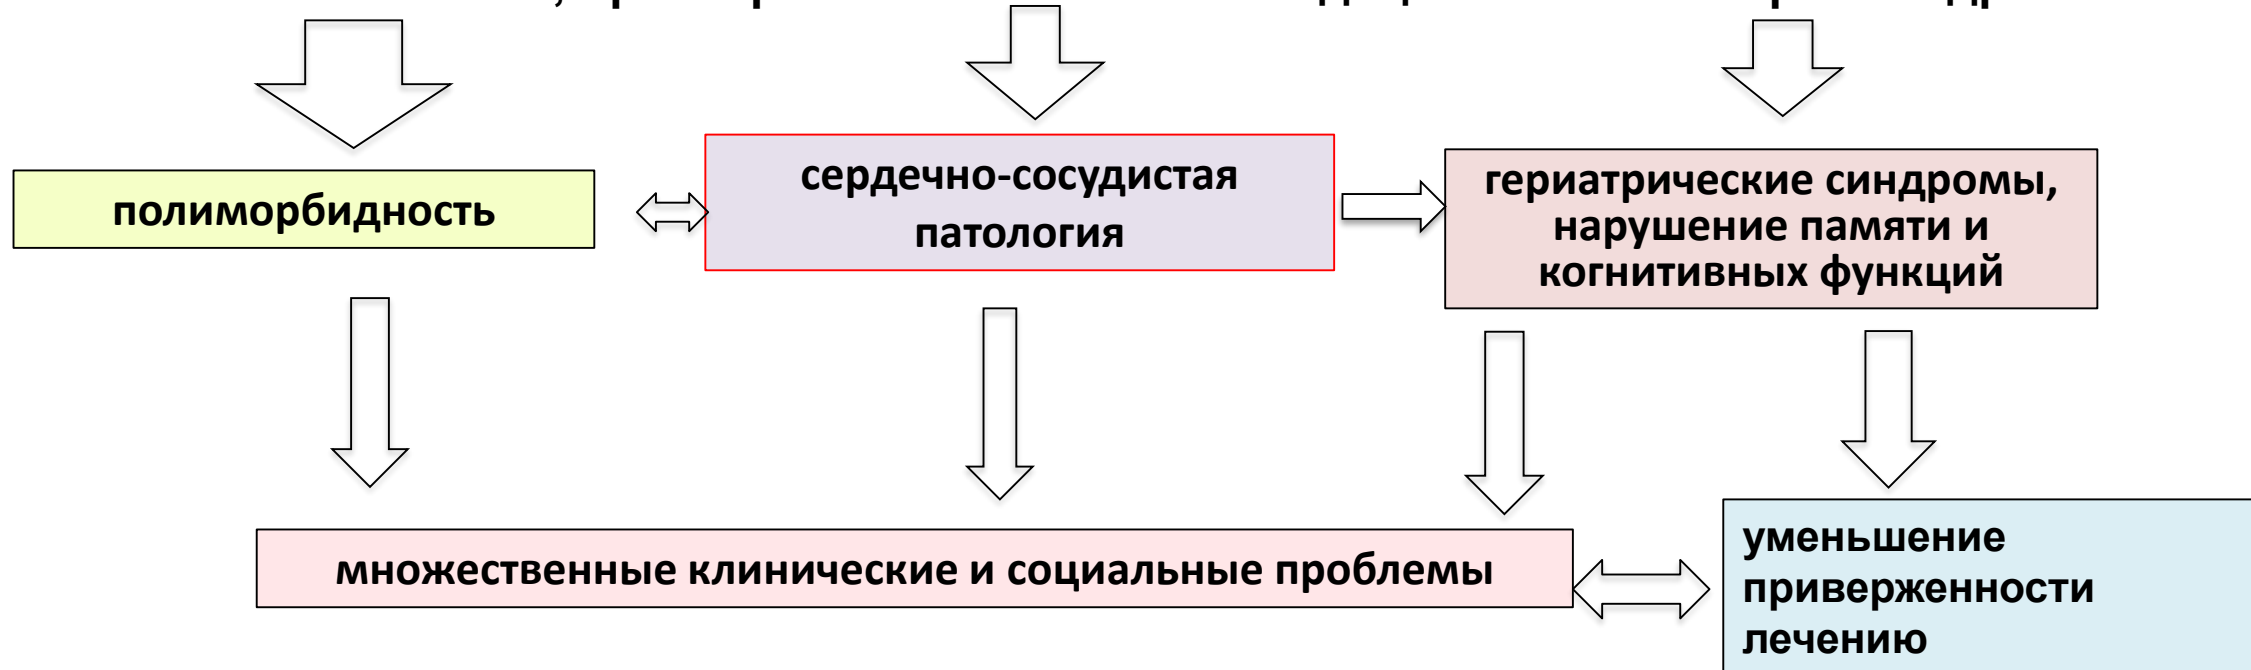 полиморбидность
сердечно-сосудистая
патология
гериатрические синдромы,
нарушение памяти и
когнитивных функций
множественные клинические и социальные проблемы
уменьшение
приверженности
лечению